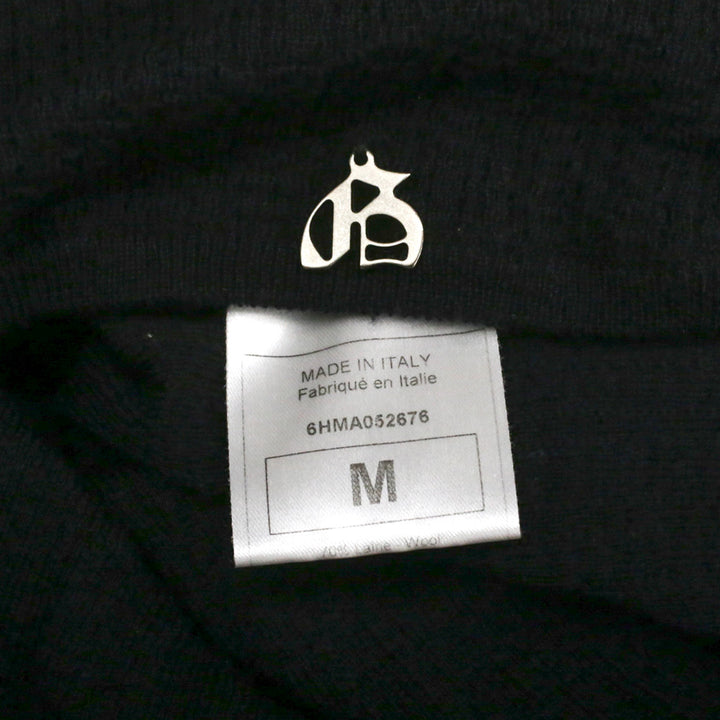 G
MADE IN ITALY
Fabriqué en Italie
6HMA052676
M
70% Laine - Wool